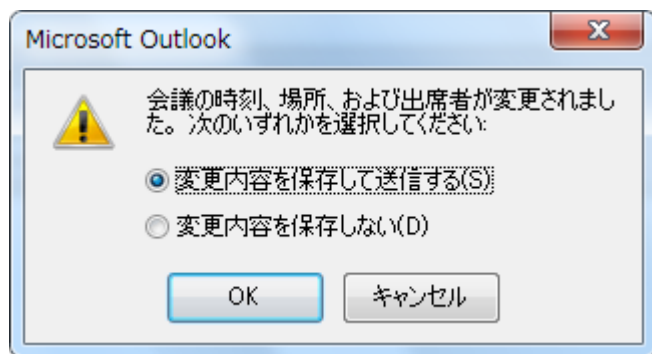 Microsoft Outlook
会議の時刻、場所、および出席者が変更されまし
た。次のいずれかを選択してください:
変更内容を保存して送信する(S)
変更内容を保存しない(D)
OK キャンセル